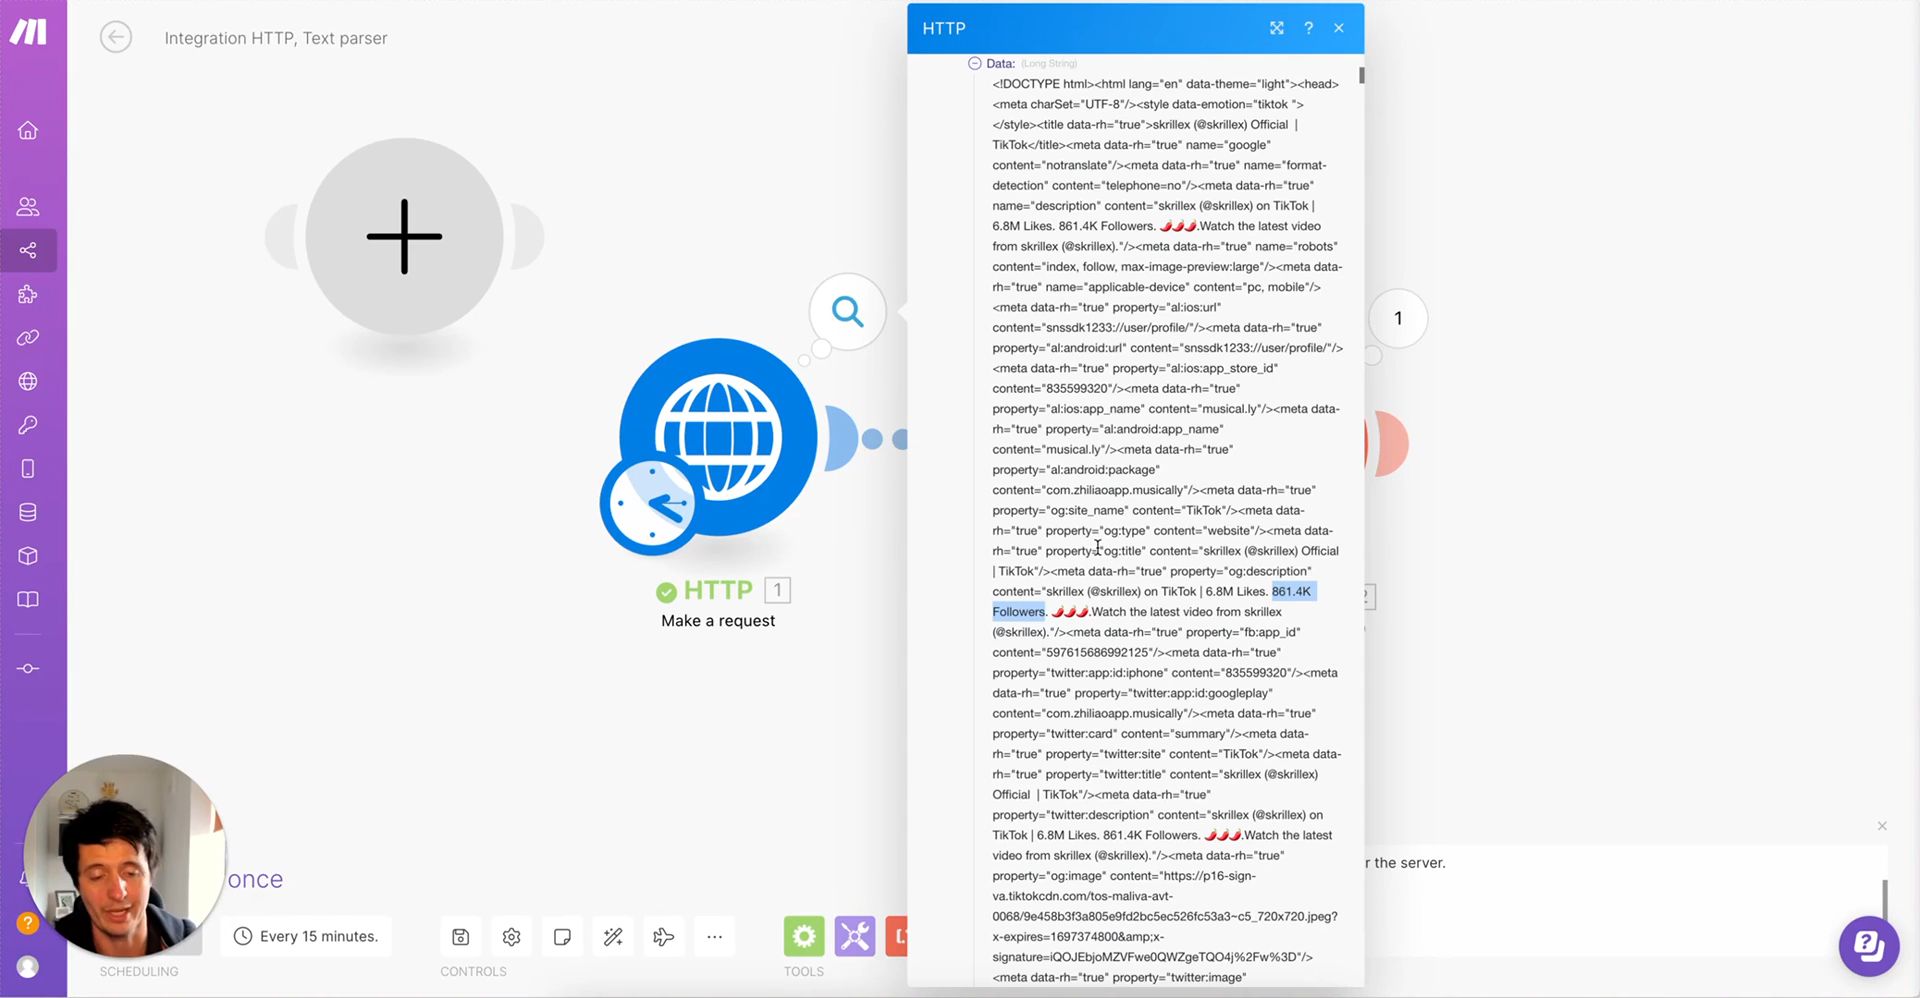 Integration HTTP, Text parser
HTTP
?
Data: (Long String)
<!DOCTYPE html><html lang="en" data-theme="light"><head>
<meta charSet="UTF-8"/><style data-emotion="tiktok ">
</style><title data-rh="true">skrillex (@skrillex) Official |
TikTok</title><meta data-rh="true" name="google"
content="notranslate"/><meta data-rh="true" name="format-
detection" content="telephone=no"/><meta data-rh="true"
name="description" content="skrillex (@skrillex) on TikTok |
6.8M Likes. 861.4K Followers. 🌶️🌶️🌶️.Watch the latest video
from skrillex (@skrillex)."/><meta data-rh="true" name="robots"
content="index, follow, max-image-preview:large"/><meta data-
rh="true" name="applicable-device" content="pc, mobile"/>
<meta data-rh="true" property="al:ios:url"
content="snssdk1233://user/profile/"/><meta data-rh="true"
property="al:android:url" content="snssdk1233://user/profile/"/>
<meta data-rh="true" property="al:ios:app_store_id"
content="835599320"/><meta data-rh="true"
property="al:ios:app_name" content="musical.ly"/><meta data-
rh="true" property="al:android:app_name"
content="musical.ly"/><meta data-rh="true"
property="al:android:package"
content="com.zhiliaoapp.musically"/><meta data-rh="true"
property="og:site_name" content="TikTok"/><meta data-
rh="true" property="og:type" content="website"/><meta data-
rh="true" property="og:title" content="skrillex (@skrillex) Official
| TikTok"/><meta data-rh="true" property="og:description"
content="skrillex (@skrillex) on TikTok | 6.8M Likes. 861.4K
Followers. 🌶️🌶️🌶️.Watch the latest video from skrillex
(@skrillex)."/><meta data-rh="true" property="fb:app_id"
content="597615686992125"/><meta data-rh="true"
property="twitter:app:id:iphone" content="835599320"/><meta
data-rh="true" property="twitter:app:id:googleplay"
content="com.zhiliaoapp.musically"/><meta data-rh="true"
property="twitter:card" content="summary"/><meta data-
rh="true" property="twitter:site" content="TikTok"/><meta data-
rh="true" property="twitter:title" content="skrillex (@skrillex)
Official | TikTok"/><meta data-rh="true"
property="twitter:description" content="skrillex (@skrillex) on
TikTok | 6.8M Likes. 861.4K Followers. 🌶️🌶️🌶️.Watch the latest
video from skrillex (@skrillex)."/><meta data-rh="true"
property="og:image" content="https://p16-sign-
va.tiktokcdn.com/tos-maliva-avt-
0068/9e458b3f3a805e9fd2bc5ec526fc53a3~c5_720x720.jpeg?
x-expires=1697374800&amp;x-
signature=iQOJEbjoMZVFwe0QWZgeTQO4j%2Fw%3D"/>
<meta data-rh="true" property="twitter:image"
1
HTTP 1
Make a request
2
r the server.
once
Every 15 minutes.
SCHEDULING
CONTROLS
TOOLS
?
?